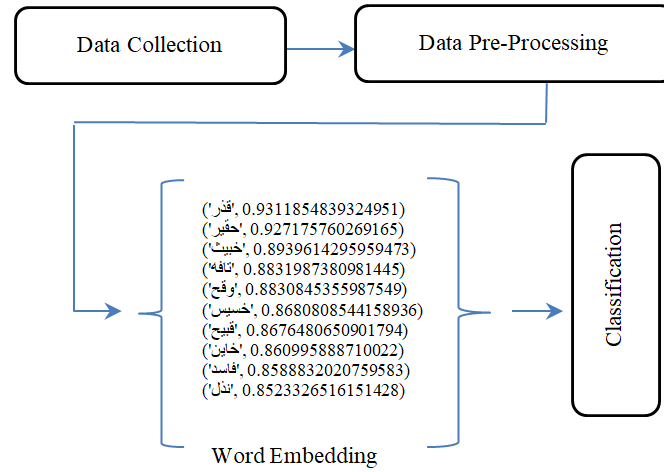 Data Collection
Data Pre-Processing
('قذر', 0.9311854839324951)
('حقير', 0.927175760269165)
('خبيث', 0.8939614295959473)
('تافه', 0.8831987380981445)
('وقح', 0.8830845355987549)
('خسيس', 0.8680808544158936)
('قبيح', 0.8676480650901794)
('خاين', 0.860995888710022)
('فاسد', 0.8588832020759583)
('نذل', 0.8523326516151428)
Word Embedding
Classification